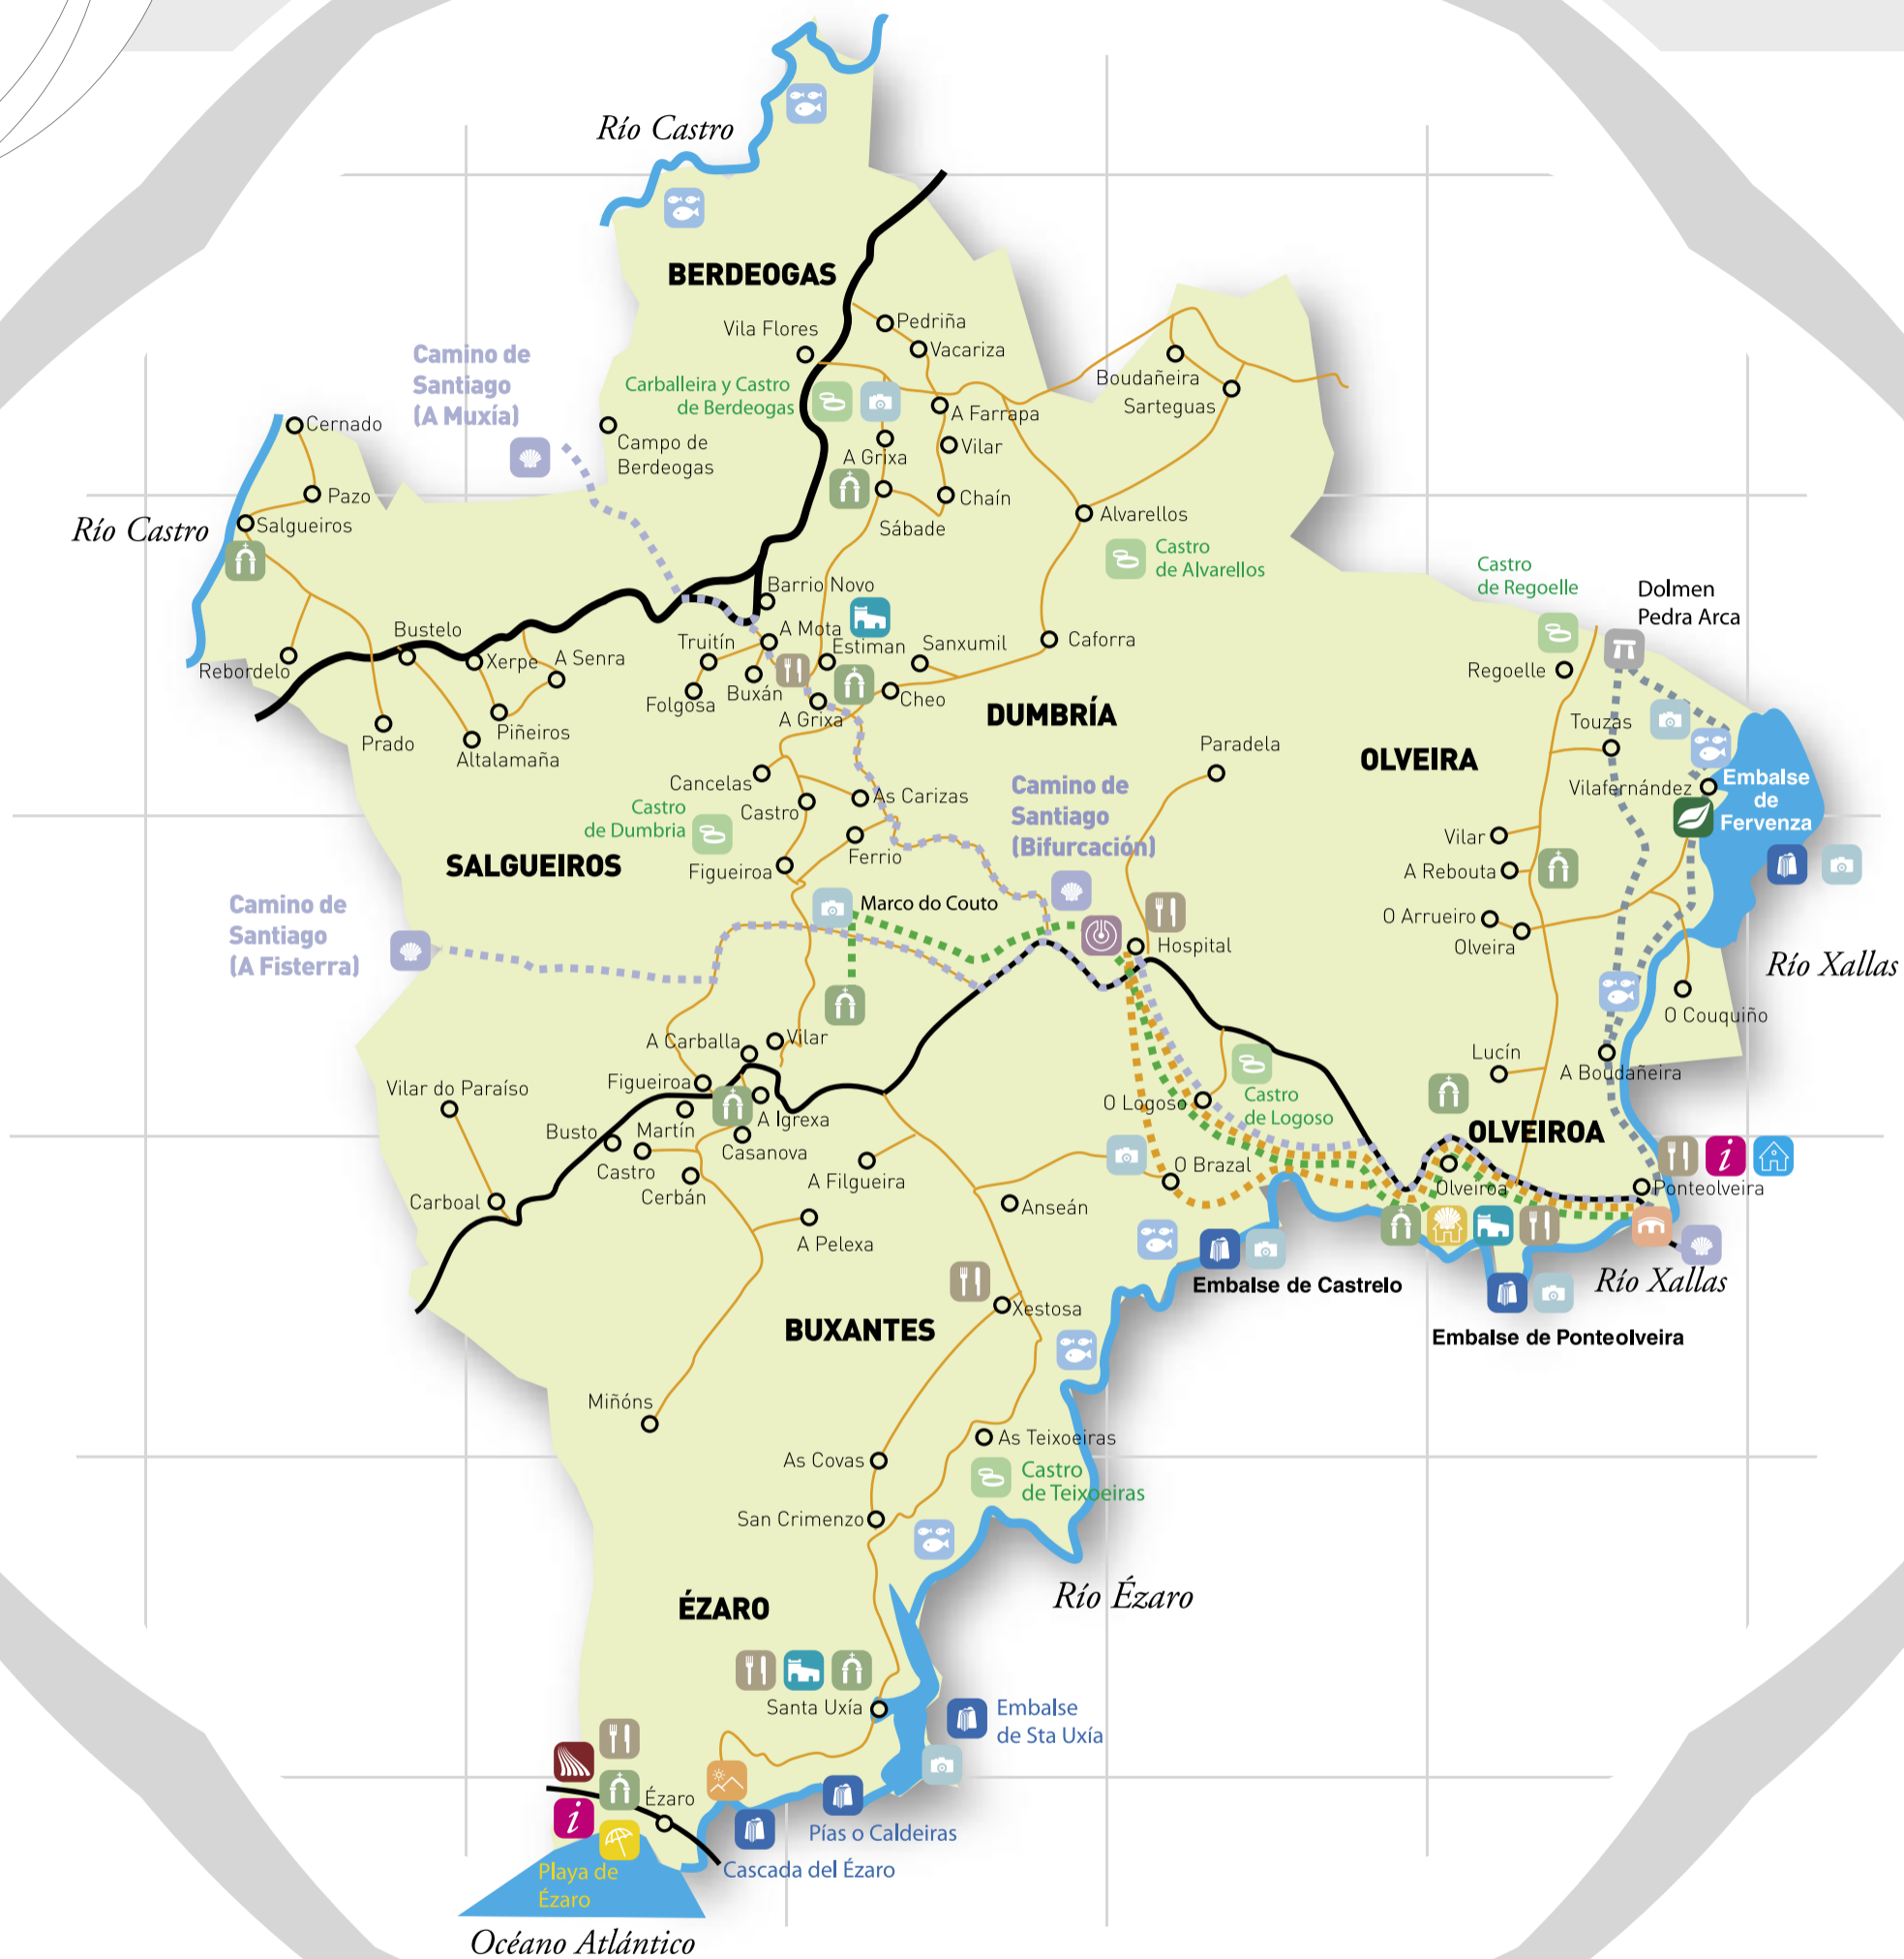 Río Castro
BERDEOGAS
Pedriña
Vila Flores
Vacariza
Camino de
Santiago
(A Muxía)
Carballeira y Castro
de Berdeogas
Boudañeira
Sarteguas
Cernado
A Farrapa
Campo de
Berdeogas
Vilar
A Grixa
Pazo
Chaín
Salgueiros
Río Castro
Sábade
Alvarellos
Castro
de Alvarellos
Castro
de Regoelle
Dolmen
Pedra Arca
Barrio Novo
Bustelo
A Mota
Truitín
Estiman
Sanxumil
Caforra
Rebordelo
Xerpe
A Senra
Regoelle
Buxán
Folgosa
Cheo
A Grixa
DUMBRÍA
Touzas
Prado
Piñeiros
Altalamaña
Paradela
OLVEIRA
Cancelas
Camino de
Santiago
(Bifurcación)
Vilafernández
Embalse
de
Fervenza
As Carizas
Castro
Castro
de Dumbria
Vilar
Ferrio
SALGUEIROS
Figueiroa
A Rebouta
Camino de
Santiago
(A Fisterra)
Marco do Couto
O Arrueiro
Olveira
Hospital
Río Xallas
O Couquiño
A Carballa
Vilar
Lucín
A Boudañeira
Figueiroa
Vilar do Paraíso
O Logoso
Castro
de Logoso
A Igrexa
Busto
Martín
Casanova
OLVEIROA
Castro
Cerbán
A Filgueira
O Brazal
Olveiroa
Ponteolveira
Carboal
Anseán
A Pelexa
Embalse de Castrelo
Río Xallas
Xestosa
BUXANTES
Embalse de Ponteolveira
Miñóns
As Teixoeiras
As Covas
Castro
de Teixoeiras
San Crimenzo
Río Ézaro
ÉZARO
Santa Uxía
Embalse
de Sta Uxía
i
Ézaro
i
Pías o Caldeiras
Playa de
Ézaro
Cascada del Ézaro
Océano Atlántico